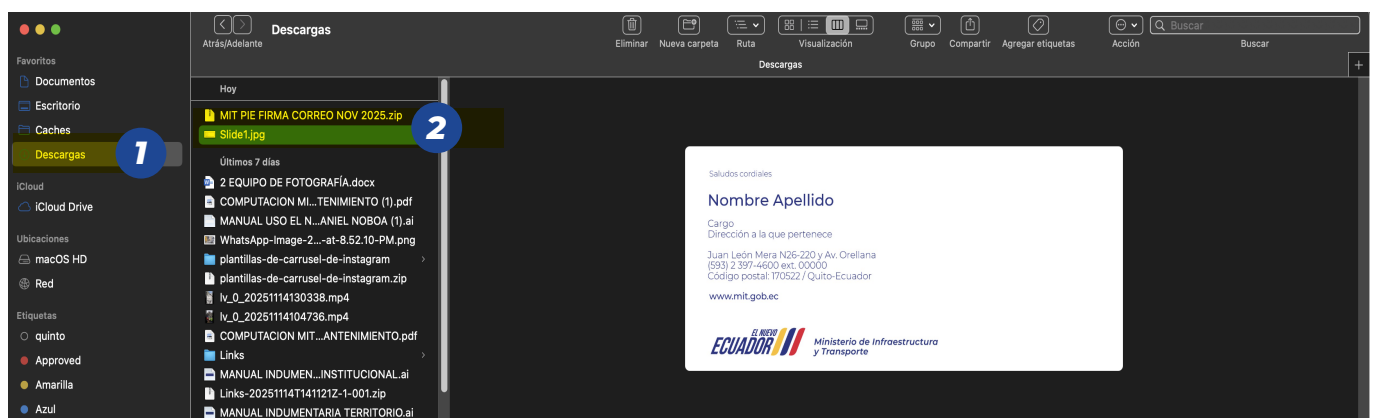 Atrás/Adelante
Descargas
Eliminar
Nueva carpeta
Ruta
Visualización
Grupo
Compartir
Agregar etiquetas
Acción
Buscar
Buscar
Descargas
+
Favoritos
Documentos
Escritorio
Caches
Descargas
1
iCloud
iCloud Drive
Ubicaciones
macOS HD
Red
Etiquetas
quinto
Approved
Amarilla
Azul
Hoy
MIT PIE FIRMA CORREO NOV 2025.zip
Slide1.jpg
2
Últimos 7 días
2 EQUIPO DE FOTOGRAFÍA.docx
COMPUTACION MI...TENIMIENTO (1).pdf
MANUAL USO EL N...ANIEL NOBOA (1).ai
WhatsApp-Image-2...-at-8.52.10-PM.png
plantillas-de-carrusel-de-instagram
plantillas-de-carrusel-de-instagram.zip
lv_0_20251114130338.mp4
lv_0_20251114104736.mp4
COMPUTACION MIT...ANTENIMIENTO.pdf
Links
MANUAL INDUMEN...INSTITUCIONAL.ai
Links-20251114T141121Z-1-001.zip
MANUAL INDUMENTARIA TERRITORIO.ai
Saludos cordiales
Nombre Apellido
Cargo
Dirección a la que pertenece
Juan León Mera N26-220 y Av. Orellana
(593) 2 397-4600 ext. 00000
Código postal: 170522 / Quito-Ecuador
www.mit.gob.ec
EL NUEVO
ECUADOR
Ministerio de Infraestructura
y Transporte